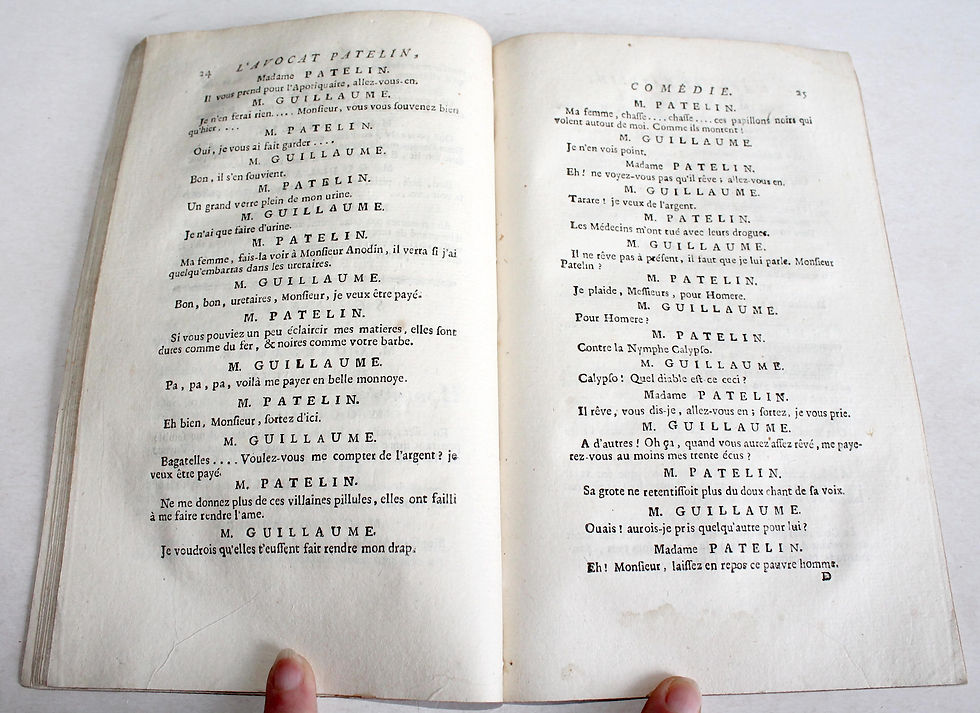 24 L'AVOCAT PATELIN,
Madame PATELIN.
Il vous prend pour l'Apotiquaire, allez-vous-en.
M. GUILLAUME.
Je n'en ferai rien..... Monſieur, vous vous ſouvenez bien
qu'hier....
M. PATELIN.
Oui, je vous ai fait garder....
M. GUILLAUME.
Bon, il s'en ſouvient.
M. PATELIN.
Un grand verre plein de mon urine.
M. GUILLAUME.
Je n'ai que faire d'urine.
M. PATELIN.
Ma femme, fais-la voir à Monſieur Anodin, il verra ſi j'ai
quelqu'embarras dans les uretaires.
M. GUILLAUME.
Bon, bon, uretaires, Monſieur, je veux être payé.
M. PATELIN.
Si vous pouviez un peu éclaircir mes matieres, elles ſont
dures comme du fer, & noires comme votre barbe.
M. GUILLAUME.
Pa, pa, pa, voilà me payer en belle monnoye.
M. PATELIN.
Eh bien, Monſieur, ſortez d'ici.
M. GUILLAUME.
Bagatelles.... Voulez-vous me compter de l'argent? je
veux être payé.
M. PATELIN.
Ne me donnez plus de ces villaines pillules, elles ont failli
à me faire rendre l'ame.
M. GUILLAUME.
Je voudrois qu'elles t'euſſent fait rendre mon drap.
COMÉDIE. 25
M. PATELIN.
Ma femme, chaſſe.... chaſſe.... ces papillons noirs qui
volent autour de moi. Comme ils montent!
M. GUILLAUME.
Je n'en vois point.
Madame PATELIN.
Eh! ne voyez-vous pas qu'il rêve; allez-vous en.
M. GUILLAUME.
Tarare! je veux de l'argent.
M. PATELIN.
Les Médecins m'ont tué avec leurs drogues.
M. GUILLAUME.
Il ne rêve pas à préſent, il faut que je lui parle. Monſieur
Patelin?
M. PATELIN.
Je plaide, Meſſieurs, pour Homere.
M. GUILLAUME.
Pour Homere?
M. PATELIN.
Contre la Nymphe Calypſo.
M. GUILLAUME.
Calypſo! Quel diable eſt ce ceci?
Madame PATELIN.
Il rêve, vous dis-je, allez-vous en; ſortez, je vous prie.
M. GUILLAUME.
A d'autres! Oh ça, quand vous aurez aſſez rêvé, me paye-
rez-vous au moins mes trente écus?
M. PATELIN.
Sa grote ne retentiſſoit plus du doux chant de ſa voix.
M. GUILLAUME.
Ouais! aurois-je pris quelqu'autre pour lui?
Madame PATELIN.
Eh! Monſieur, laiſſez en repos ce pauvre homme.
D